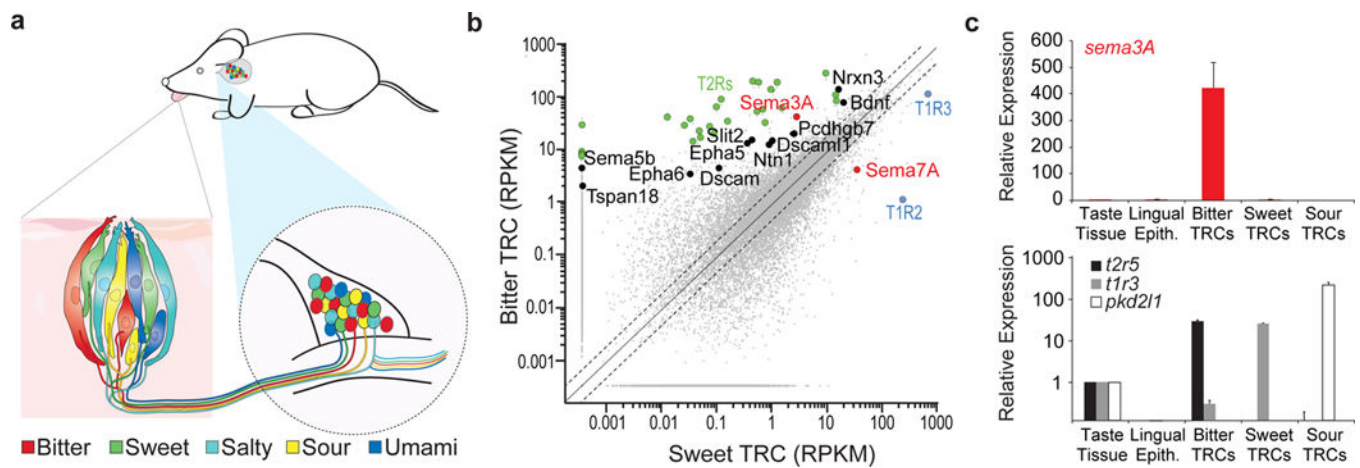 a
Bitter Sweet Salty Sour Umami
b
Bitter TRC (RPKM)
1000
100
10
1
0.1
0.01
0.001
T2Rs
Nrxn3
Sema3A
Bdnf
T1R3
Slit2
Pcdhgb7
Epha5
Dscaml1
Sema5b
Ntn1
Epha6
Dscam
Sema7A
Tspan18
T1R2
0.001 0.01 0.1 1 10 100 1000
Sweet TRC (RPKM)
c
Relative Expression
600
500
400
300
200
100
0
sema3A
Taste Lingual Bitter Sweet Sour
Tissue Epith. TRCs TRCs TRCs
Relative Expression
1000
100
10
1
t2r5
t1r3
pkd2l1
Taste Lingual Bitter Sweet Sour
Tissue Epith. TRCs TRCs TRCs